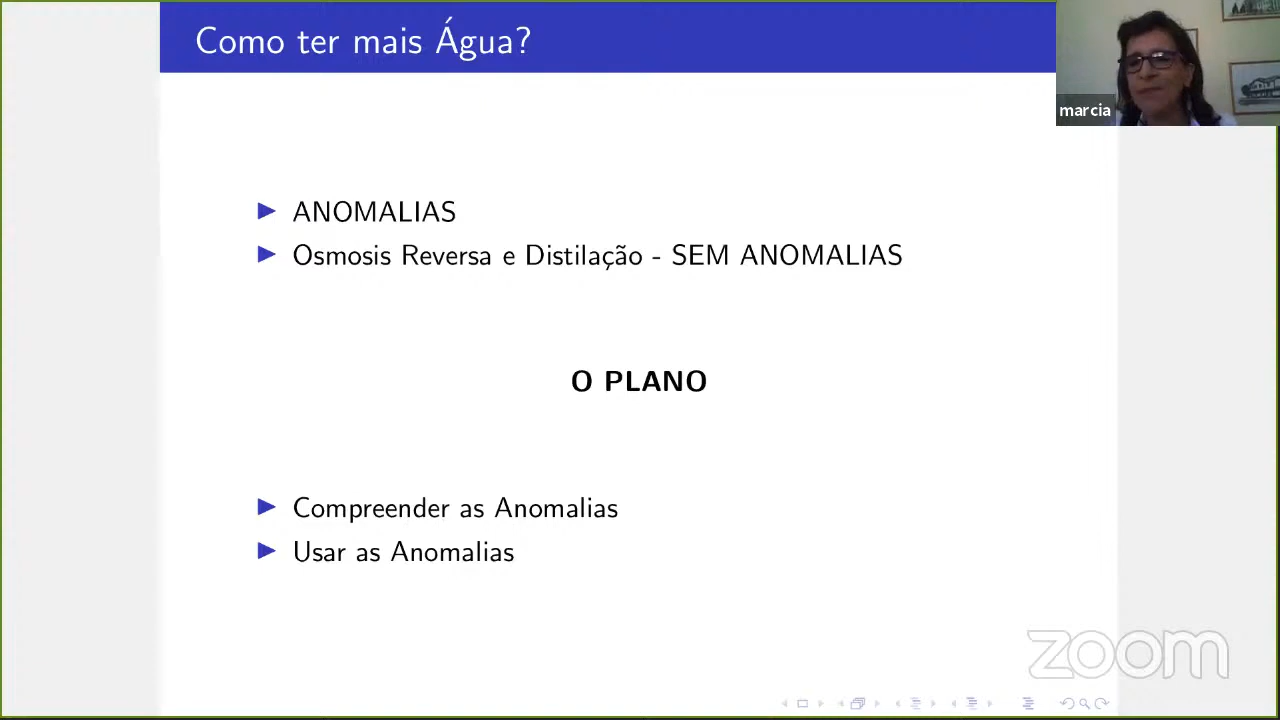 Como ter mais Água?
marcia
ANOMALIAS
Osmosis Reversa e Distilação - SEM ANOMALIAS
O PLANO
Compreender as Anomalias
Usar as Anomalias
zoom